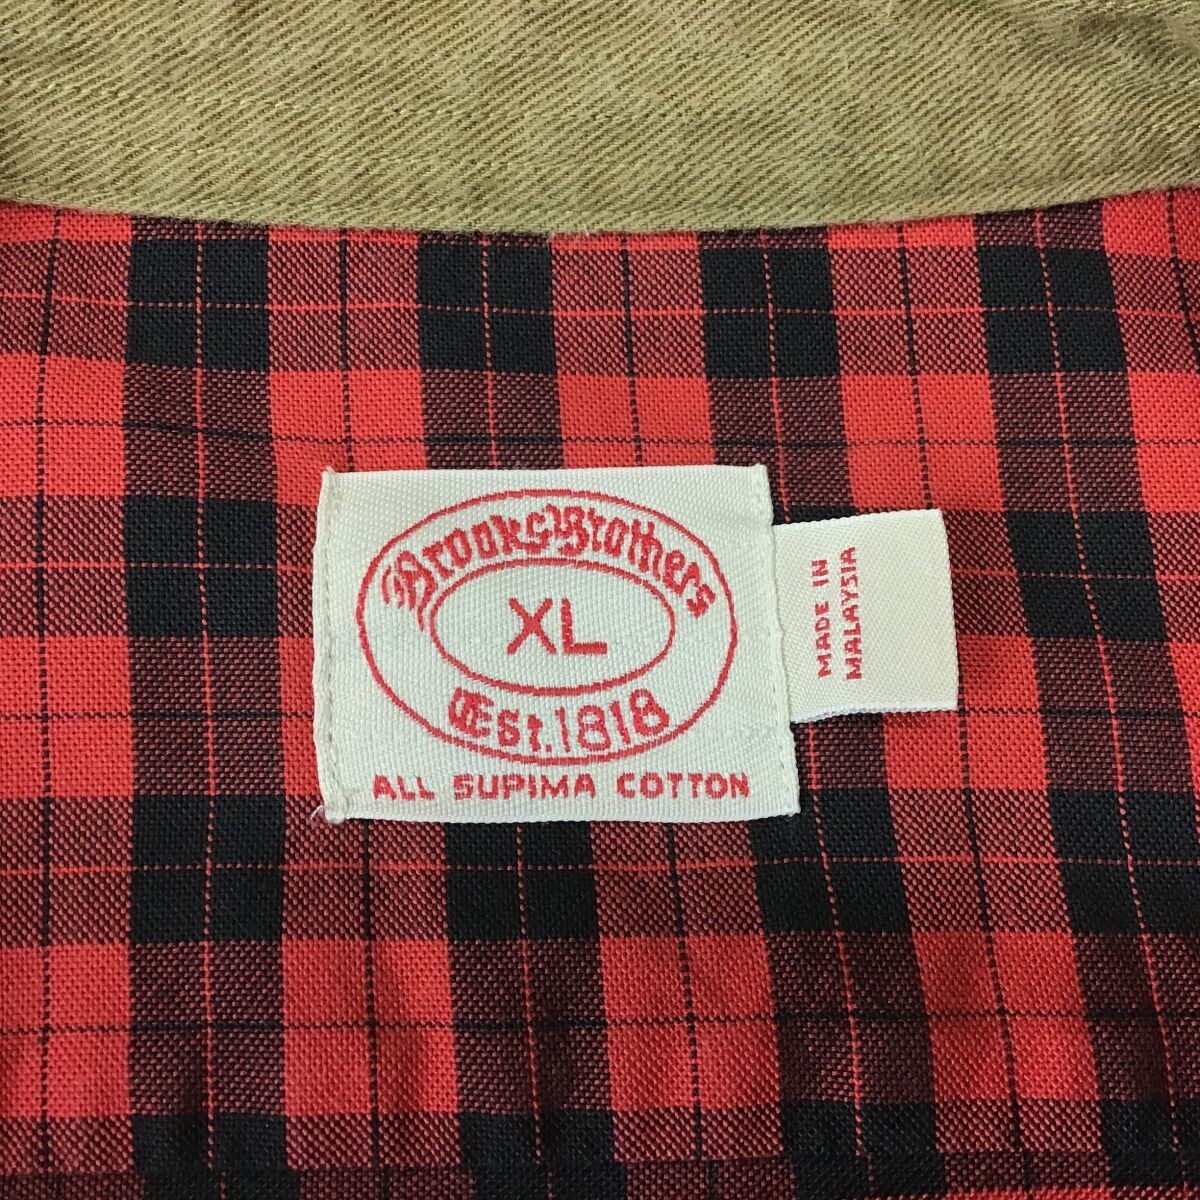 Brooks Brothers
XL
Est. 1818
ALL SUPIMA COTTON
MADE IN
MALAYSIA